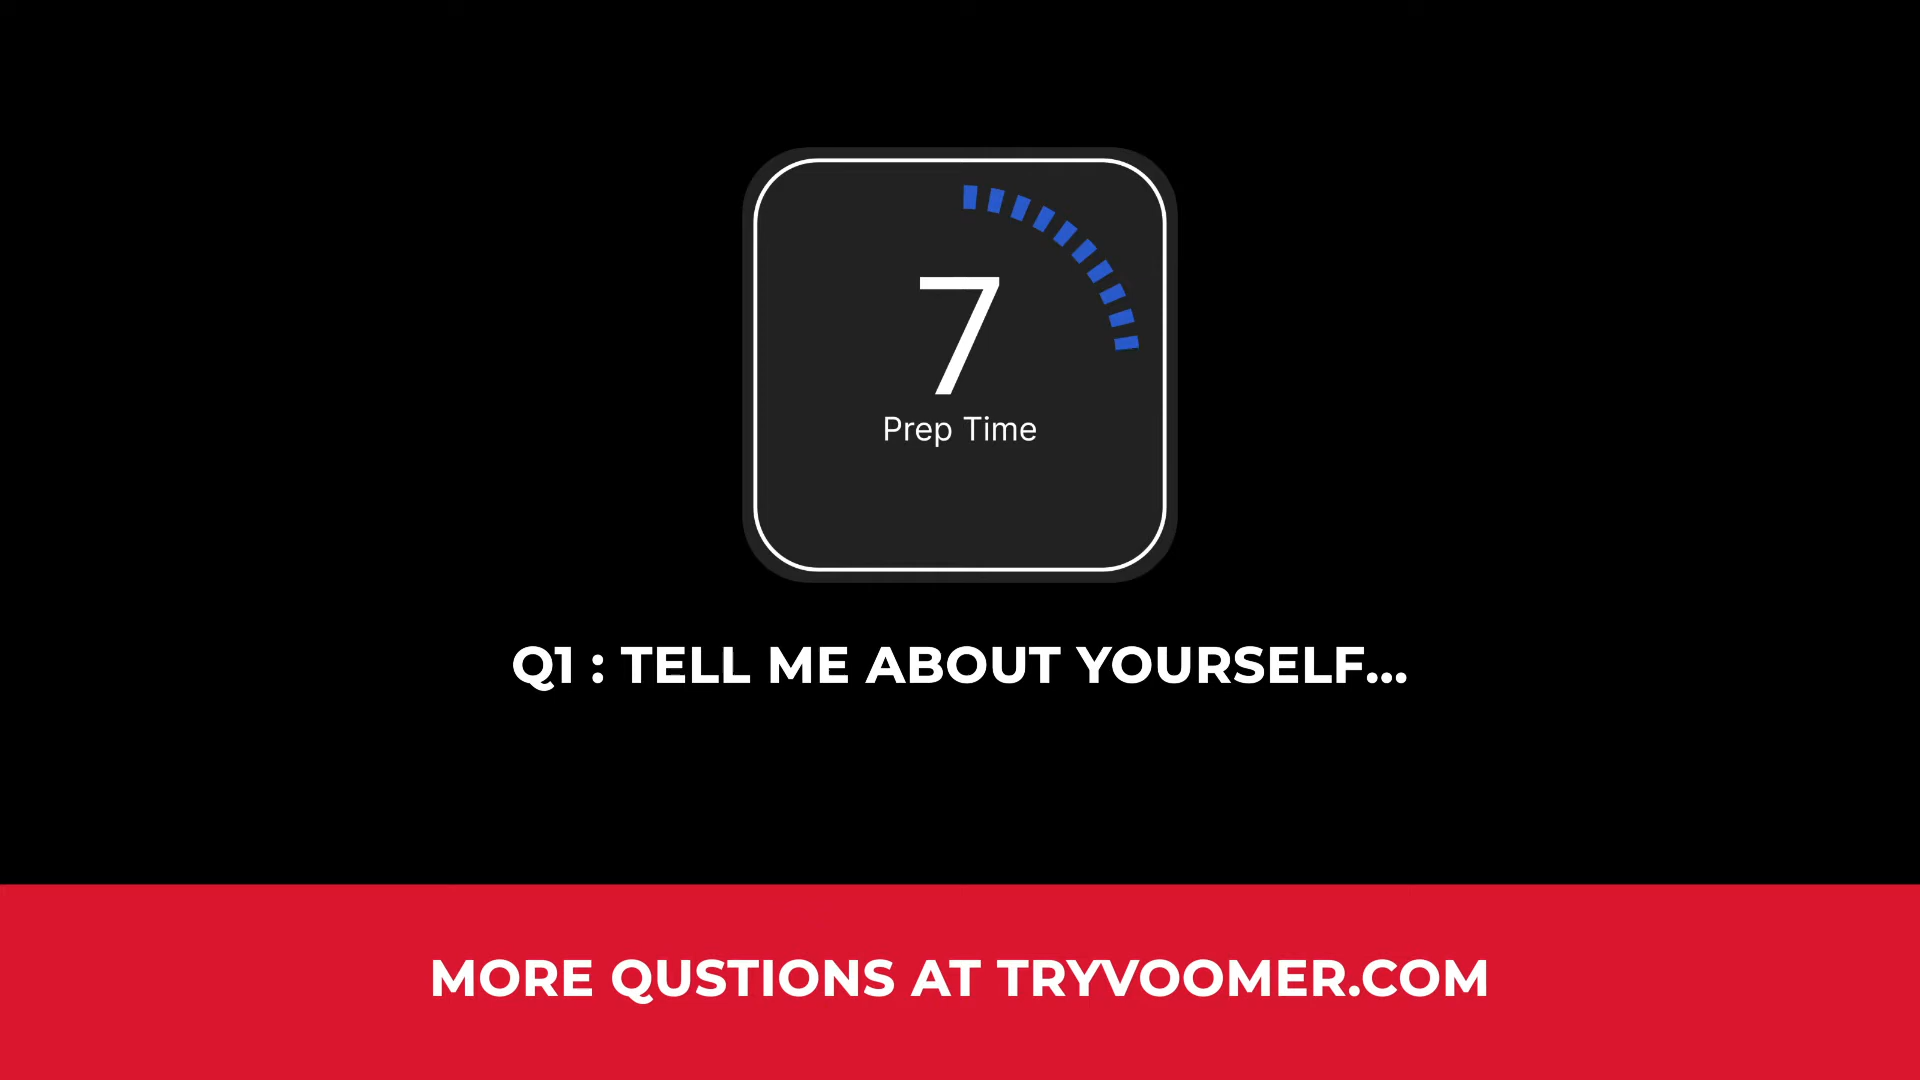 7
Prep Time
Q1 : TELL ME ABOUT YOURSELF...
MORE QUSTIONS AT TRYVOOMER.COM